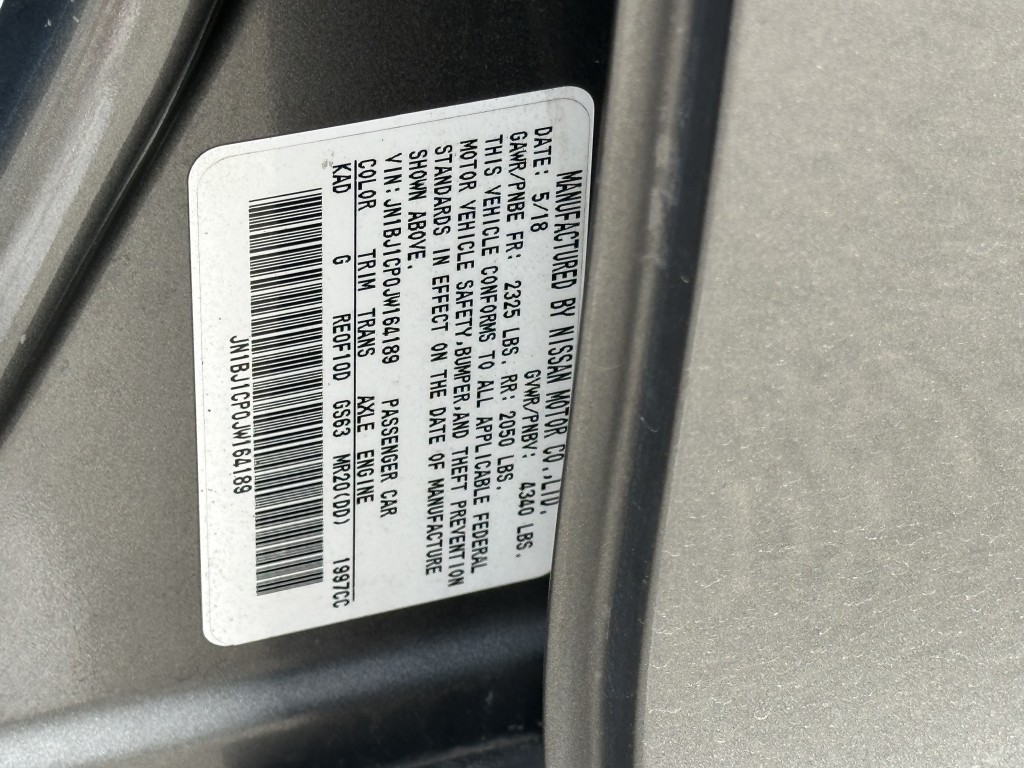 MANUFACTURED BY NISSAN MOTOR CO.,LTD.
DATE: 5/18 GVWR/PNBV: 4340 LBS.
GAWR/PNBE FR: 2325 LBS. RR: 2050 LBS.
THIS VEHICLE CONFORMS TO ALL APPLICABLE FEDERAL
MOTOR VEHICLE SAFETY,BUMPER,AND THEFT PREVENTION
STANDARDS IN EFFECT ON THE DATE OF MANUFACTURE
SHOWN ABOVE.
VIN: JN1BJ1CP0JW164189 PASSENGER CAR
COLOR TRIM TRANS AXLE ENGINE
KAD G RE0F10D GS63 MR20(DD) 1997CC
JN1BJ1CP0JW164189